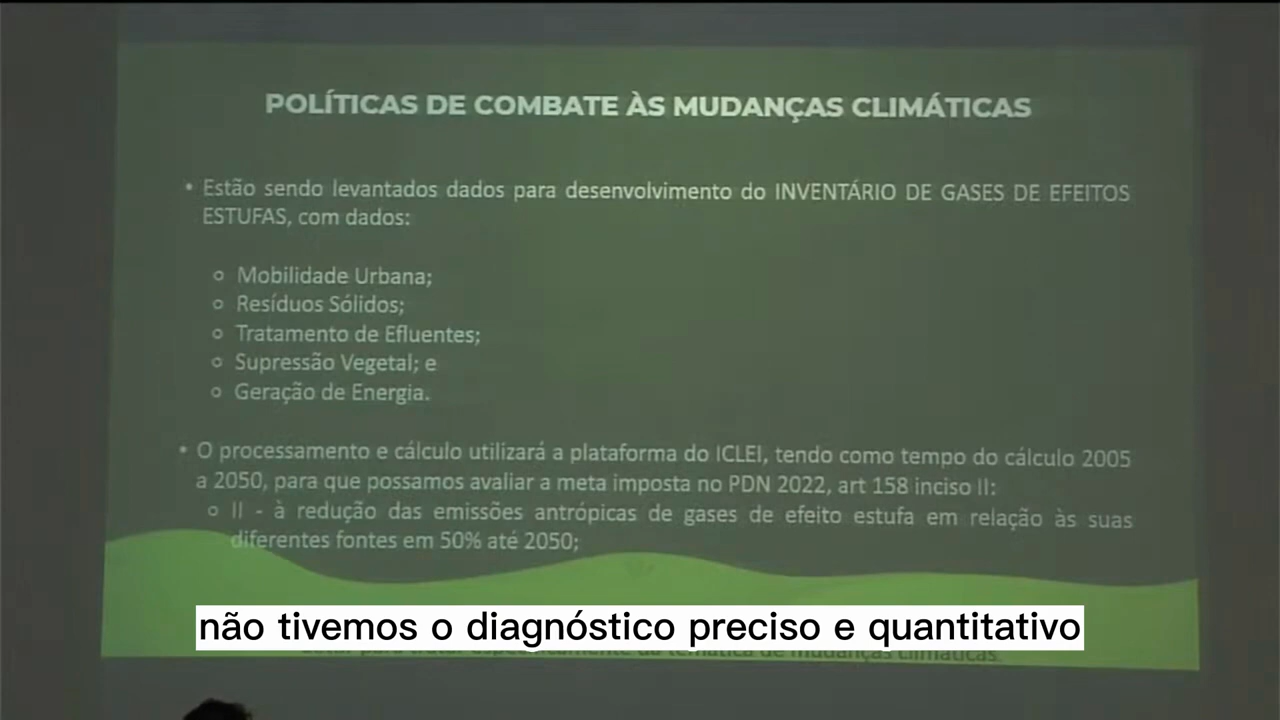 POLÍTICAS DE COMBATE ÀS MUDANÇAS CLIMÁTICAS
• Estão sendo levantados dados para desenvolvimento do INVENTÁRIO DE GASES DE EFEITOS
ESTUFAS, com dados:
○ Mobilidade Urbana;
○ Resíduos Sólidos;
○ Tratamento de Efluentes;
○ Supressão Vegetal; e
○ Geração de Energia.
• O processamento e cálculo utilizará a plataforma do ICLEI, tendo como tempo do cálculo 2005
a 2050, para que possamos avaliar a meta imposta no PDN 2022, art 158 inciso II:
○ II - à redução das emissões antrópicas de gases de efeito estufa em relação às suas
diferentes fontes em 50% até 2050;
não tivemos o diagnóstico preciso e quantitativo
mudanças climáticas.